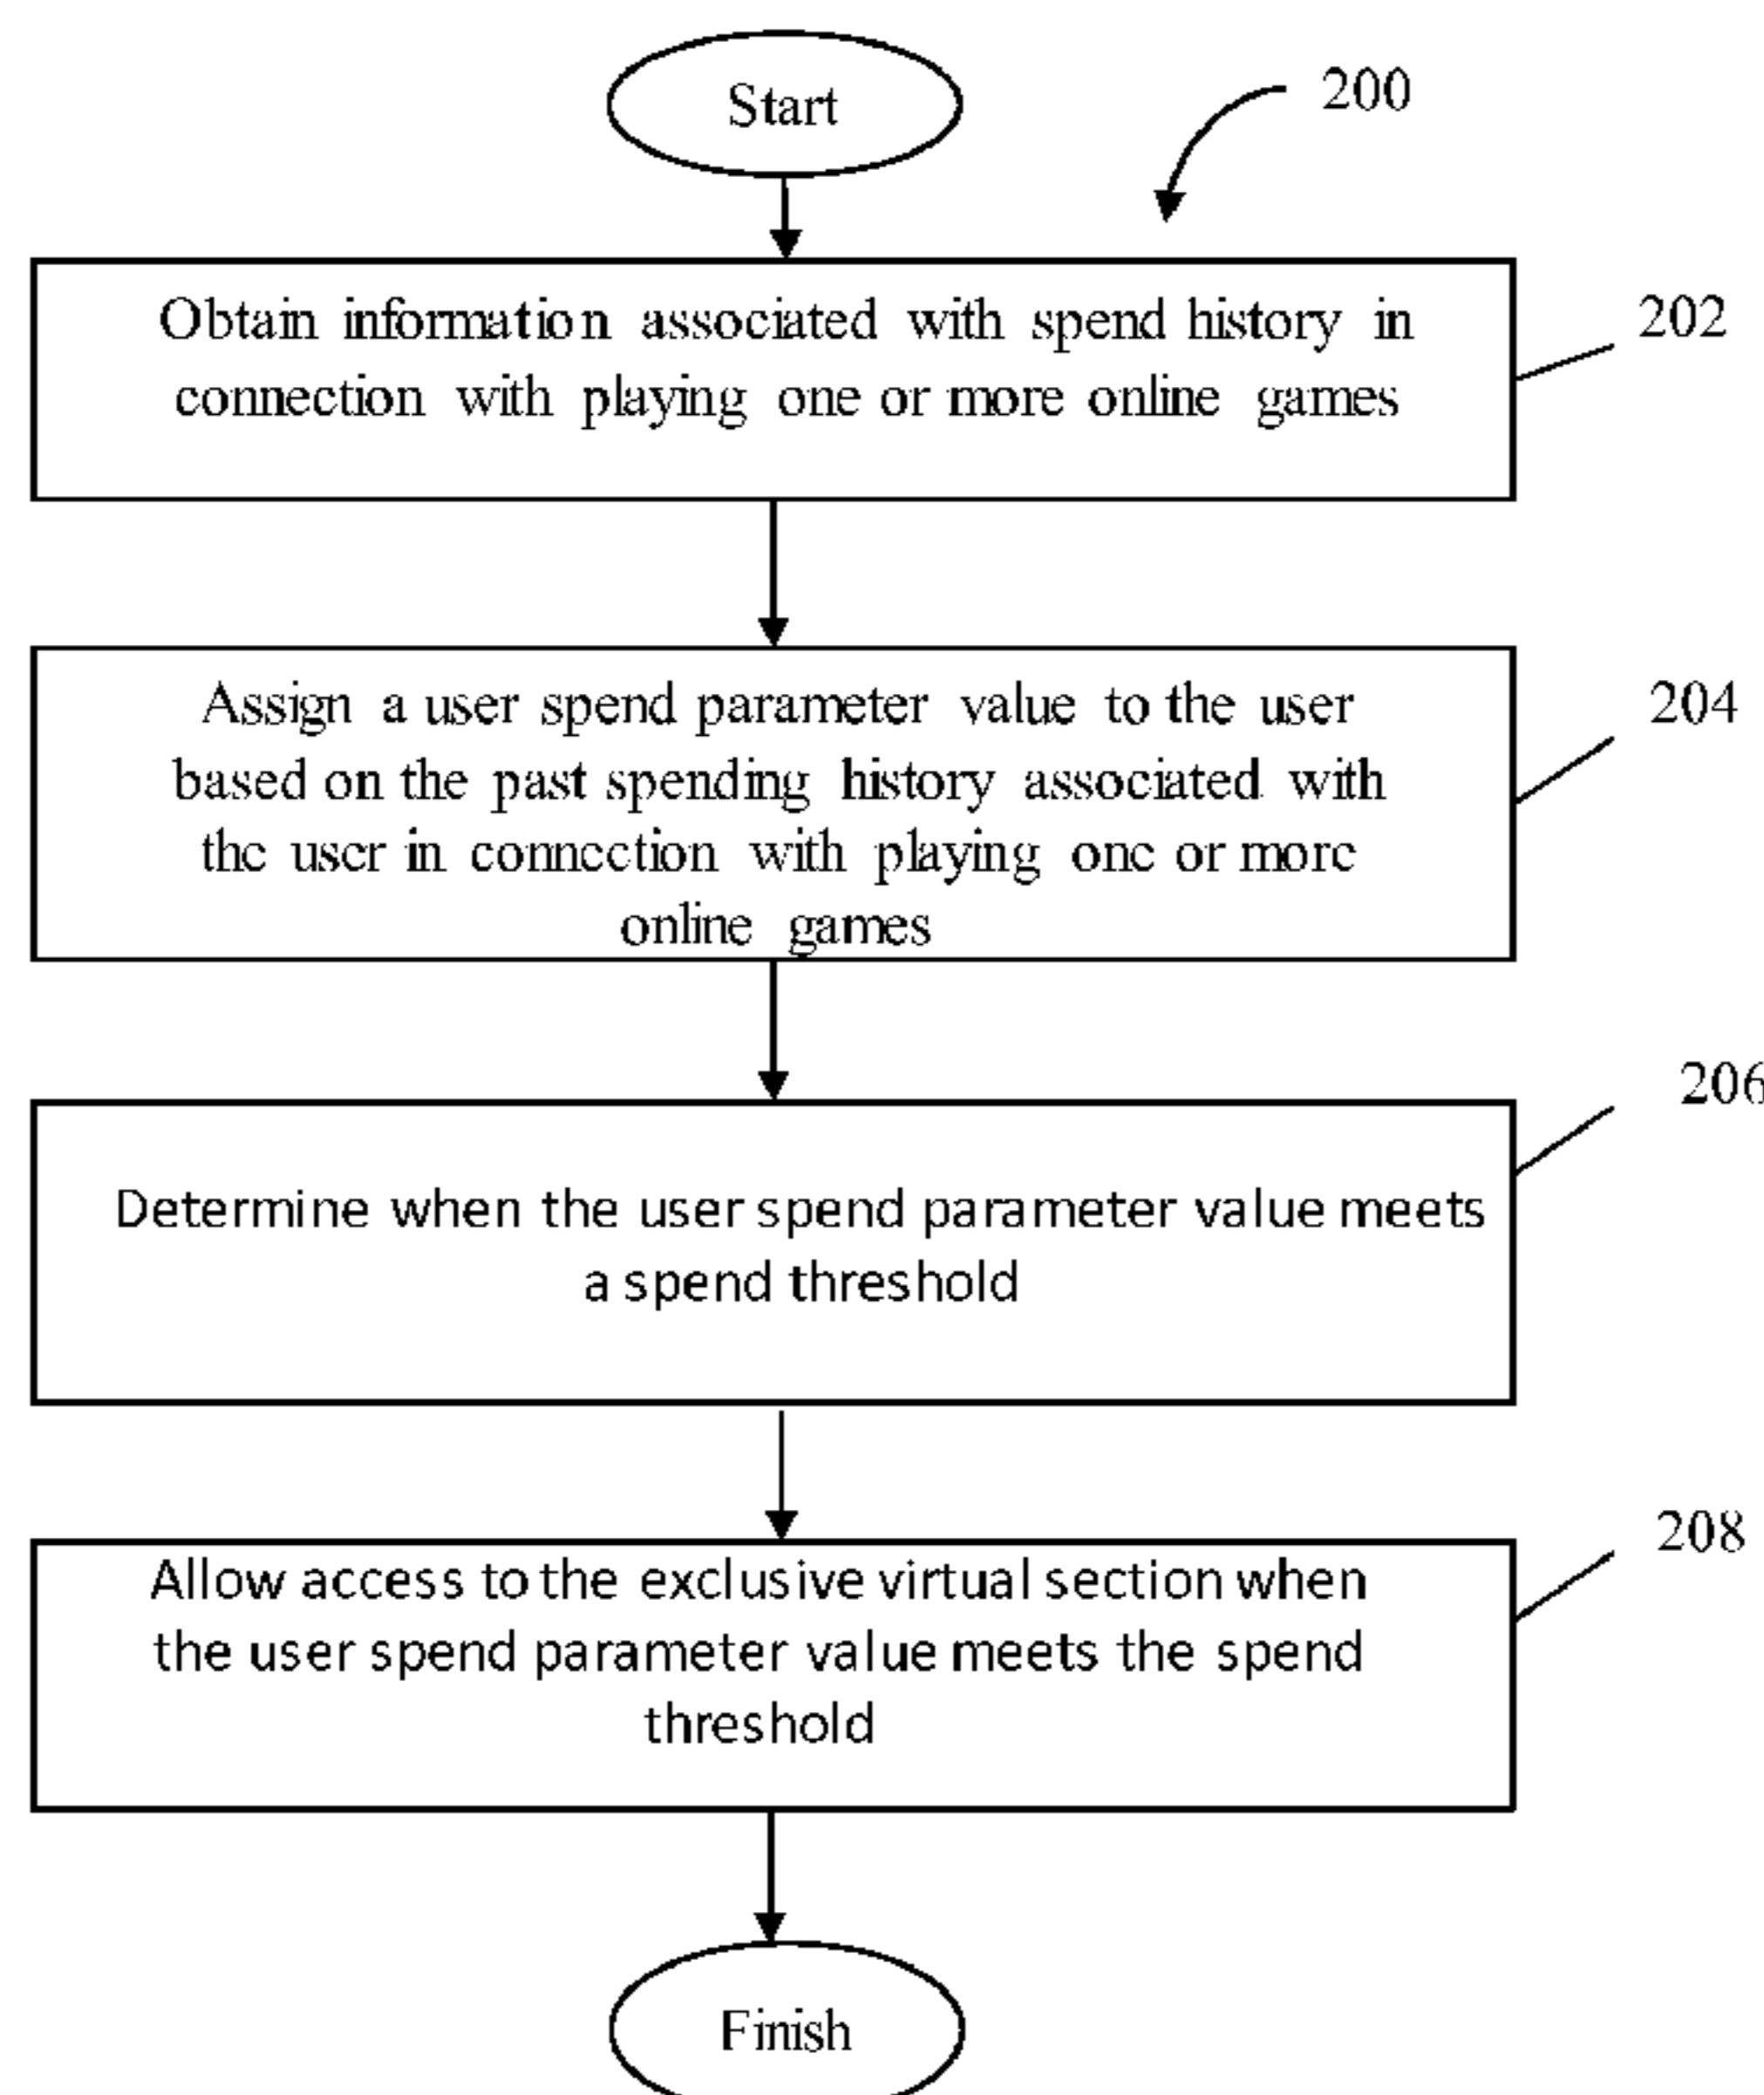 Start
200
Obtain information associated with spend history in
connection with playing one or more online games
202
Assign a user spend parameter value to the user
based on the past spending history associated with
the user in connection with playing one or more
online games
204
Determine when the user spend parameter value meets
a spend threshold
206
Allow access to the exclusive virtual section when
the user spend parameter value meets the spend
threshold
208
Finish